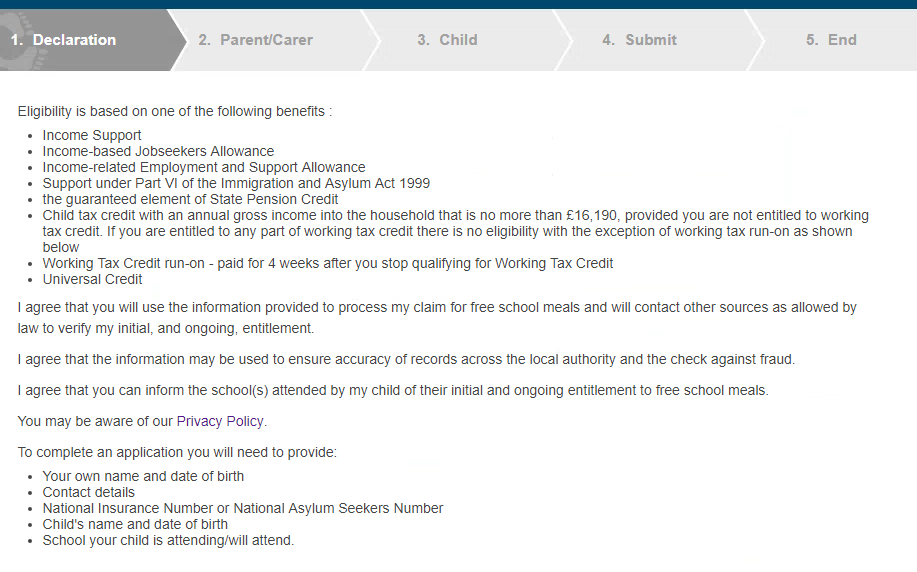 1. Declaration
2. Parent/Carer
3. Child
4. Submit
5. End
Eligibility is based on one of the following benefits :
• Income Support
• Income-based Jobseekers Allowance
• Income-related Employment and Support Allowance
• Support under Part VI of the Immigration and Asylum Act 1999
• the guaranteed element of State Pension Credit
• Child tax credit with an annual gross income into the household that is no more than £16,190, provided you are not entitled to working
tax credit. If you are entitled to any part of working tax credit there is no eligibility with the exception of working tax run-on as shown
below
• Working Tax Credit run-on - paid for 4 weeks after you stop qualifying for Working Tax Credit
• Universal Credit
I agree that you will use the information provided to process my claim for free school meals and will contact other sources as allowed by
law to verify my initial, and ongoing, entitlement.
I agree that the information may be used to ensure accuracy of records across the local authority and the check against fraud.
I agree that you can inform the school(s) attended by my child of their initial and ongoing entitlement to free school meals.
You may be aware of our Privacy Policy.
To complete an application you will need to provide:
• Your own name and date of birth
• Contact details
• National Insurance Number or National Asylum Seekers Number
• Child's name and date of birth
• School your child is attending/will attend.